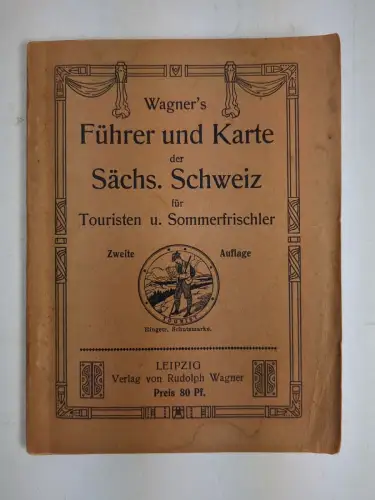 Wagner's
Führer und Karte
der
Sächs. Schweiz
für
Touristen u. Sommerfrischler
Zweite Auflage
TOURIST
Eingetr. Schutzmarke.
LEIPZIG
Verlag von Rudolph Wagner
Preis 80 Pf.